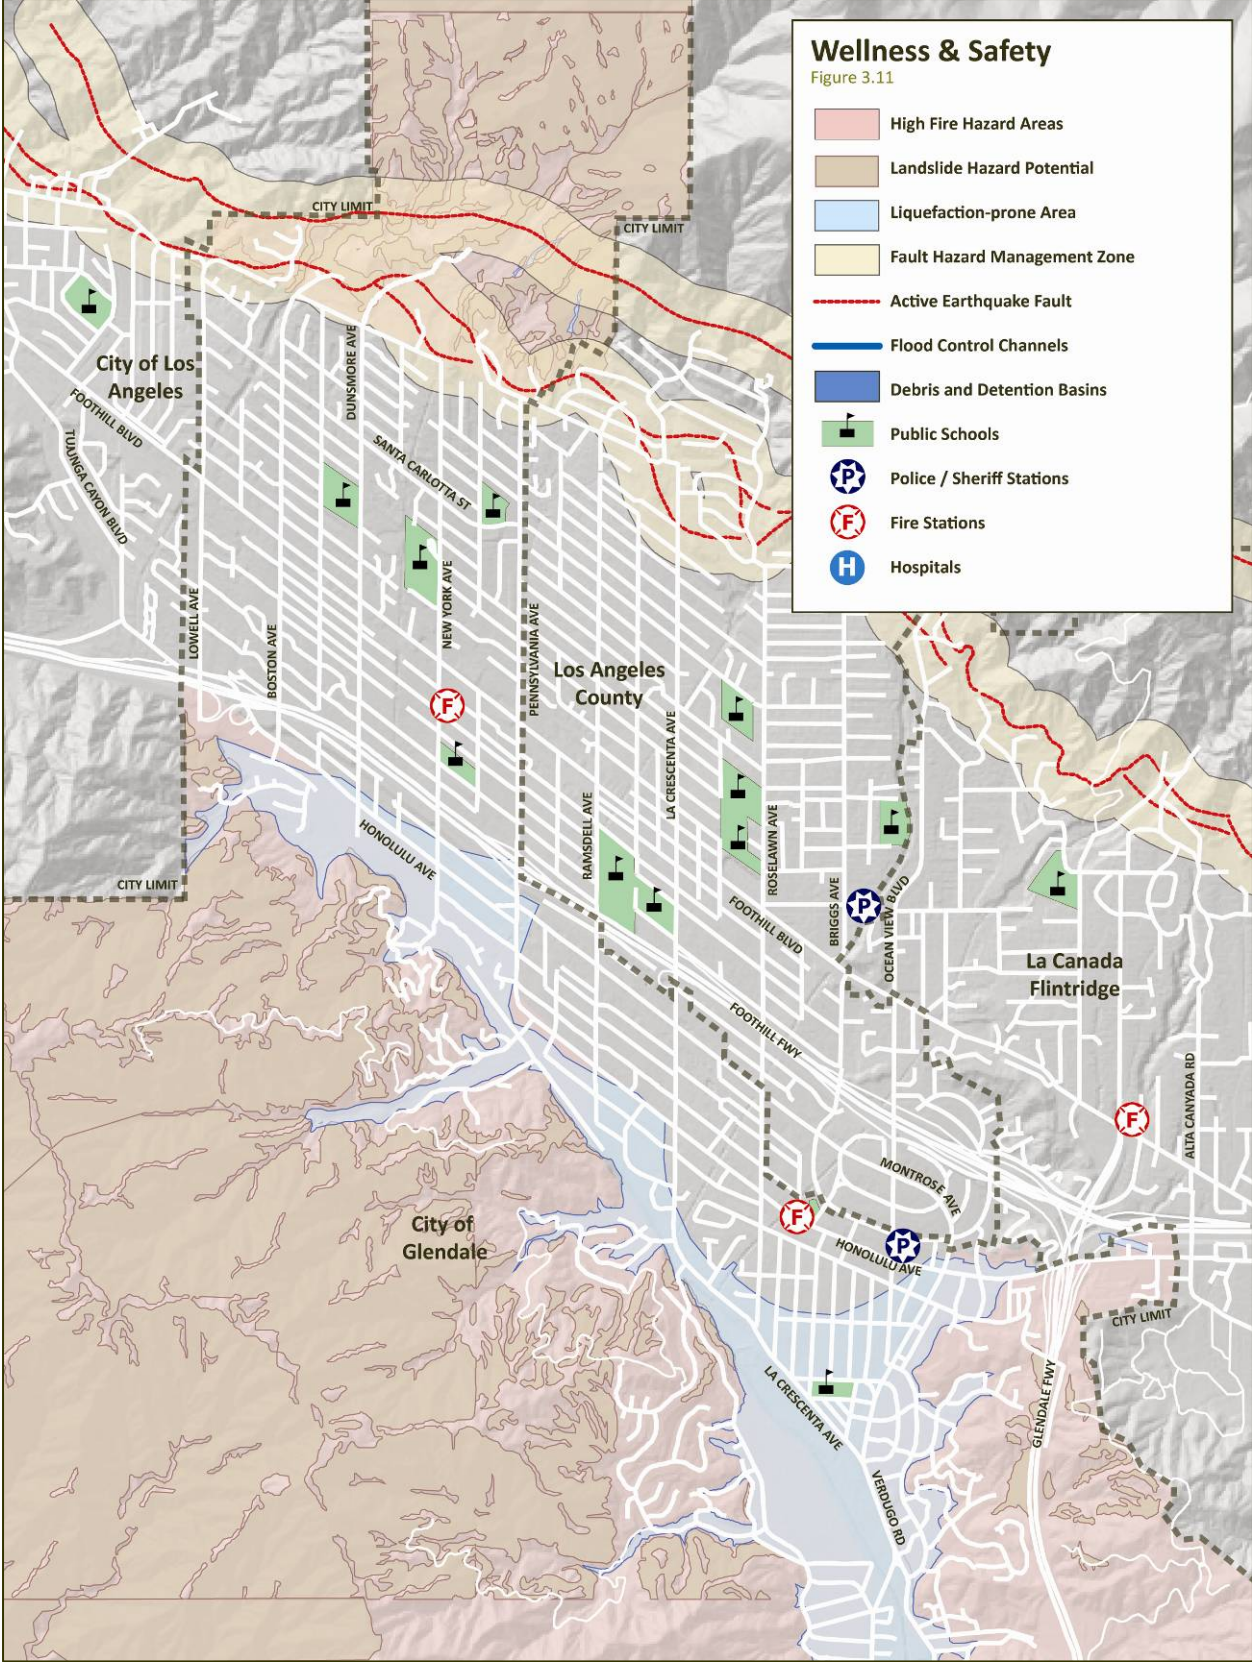 Wellness & Safety
Figure 3.11
High Fire Hazard Areas
Landslide Hazard Potential
Liquefaction-prone Area
Fault Hazard Management Zone
Active Earthquake Fault
Flood Control Channels
Debris and Detention Basins
Public Schools
P
Police / Sheriff Stations
F
Fire Stations
H
Hospitals
CITY LIMIT
CITY LIMIT
City of Los
Angeles
FOOTHILL BLVD
TUJUNGA CAYON BLVD
DUNSMORE AVE
SANTA CARLOTTA ST
LOWELL AVE
BOSTON AVE
NEW YORK AVE
PENNSYLVANIA AVE
Los Angeles
County
F
LA CRESCENTA AVE
RAMSDELL AVE
ROSELAWN AVE
HONOLULU AVE
CITY LIMIT
BRIGGS AVE
P
OCEAN VIEW BLVD
FOOTHILL BLVD
La Canada
Flintridge
FOOTHILL FWY
ALTA CANYADA RD
F
MONTROSE AVE
City of
Glendale
F
P
HONOLULU AVE
CITY LIMIT
LA CRESCENTA AVE
GLENDALE FWY
VERDUGO RD